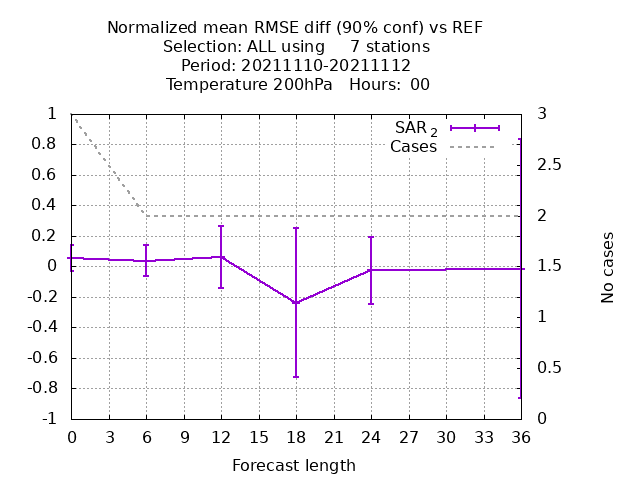 Normalized mean RMSE diff (90% conf) vs REF
Selection: ALL using     7 stations
Period: 20211110-20211112
Temperature 200hPa   Hours:  00
SAR 2
Cases
1
0.8
0.6
0.4
0.2
0
-0.2
-0.4
-0.6
-0.8
-1
3
2.5
2
1.5
1
0.5
0
No cases
0 3 6 9 12 15 18 21 24 27 30 33 36
Forecast length